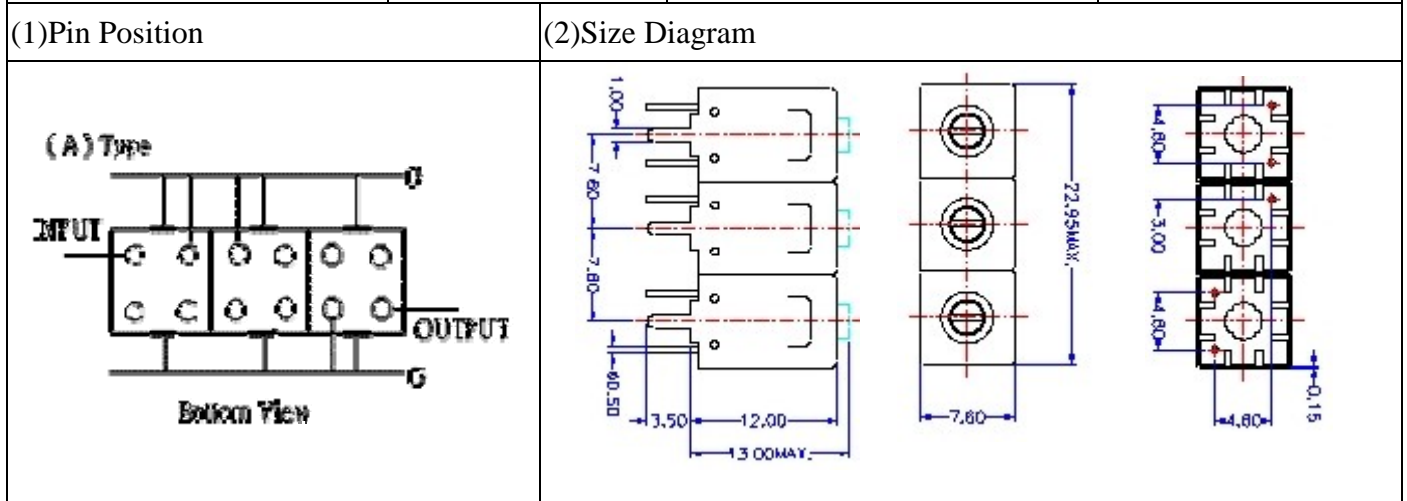 (1)Pin Position
(2)Size Diagram
(A) Type
G
INPUT
OUTPUT
G
Bottom View
1.00
7.60
7.60
Φ0.50
3.50
12.00
13.00MAX.
22.95MAX.
7.60
4.80
3.00
4.80
4.80
0.15